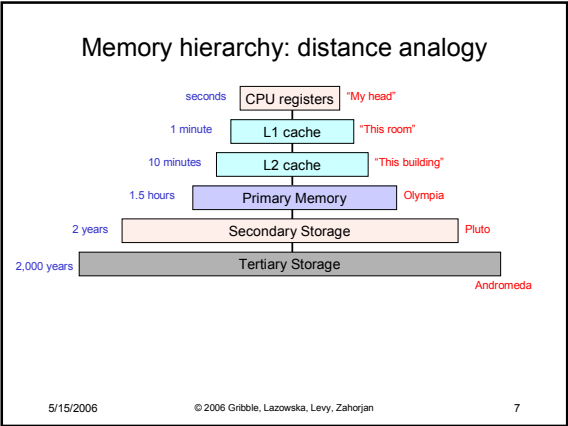 Memory hierarchy: distance analogy
seconds CPU registers "My head"
1 minute L1 cache "This room"
10 minutes L2 cache "This building"
1.5 hours Primary Memory Olympia
2 years Secondary Storage Pluto
2,000 years Tertiary Storage
Andromeda
5/15/2006 © 2006 Gribble, Lazowska, Levy, Zahorjan 7